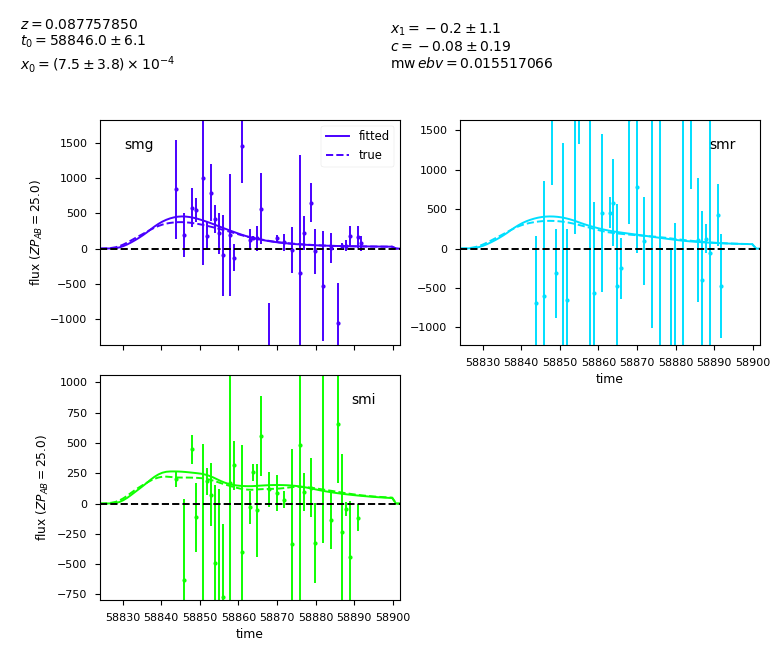 z = 0.087757850
t₀ = 58846.0 ± 6.1
x₀ = (7.5 ± 3.8) × 10⁻⁴
x₁ = −0.2 ± 1.1
c = −0.08 ± 0.19
mw ebv = 0.015517066
smg
fitted
true
1500
1000
500
0
−500
−1000
flux (ZP_AB = 25.0)
smr
1500
1000
500
0
−500
−1000
58830 58840 58850 58860 58870 58880 58890 58900
time
smi
1000
750
500
250
0
−250
−500
−750
flux (ZP_AB = 25.0)
58830 58840 58850 58860 58870 58880 58890 58900
time